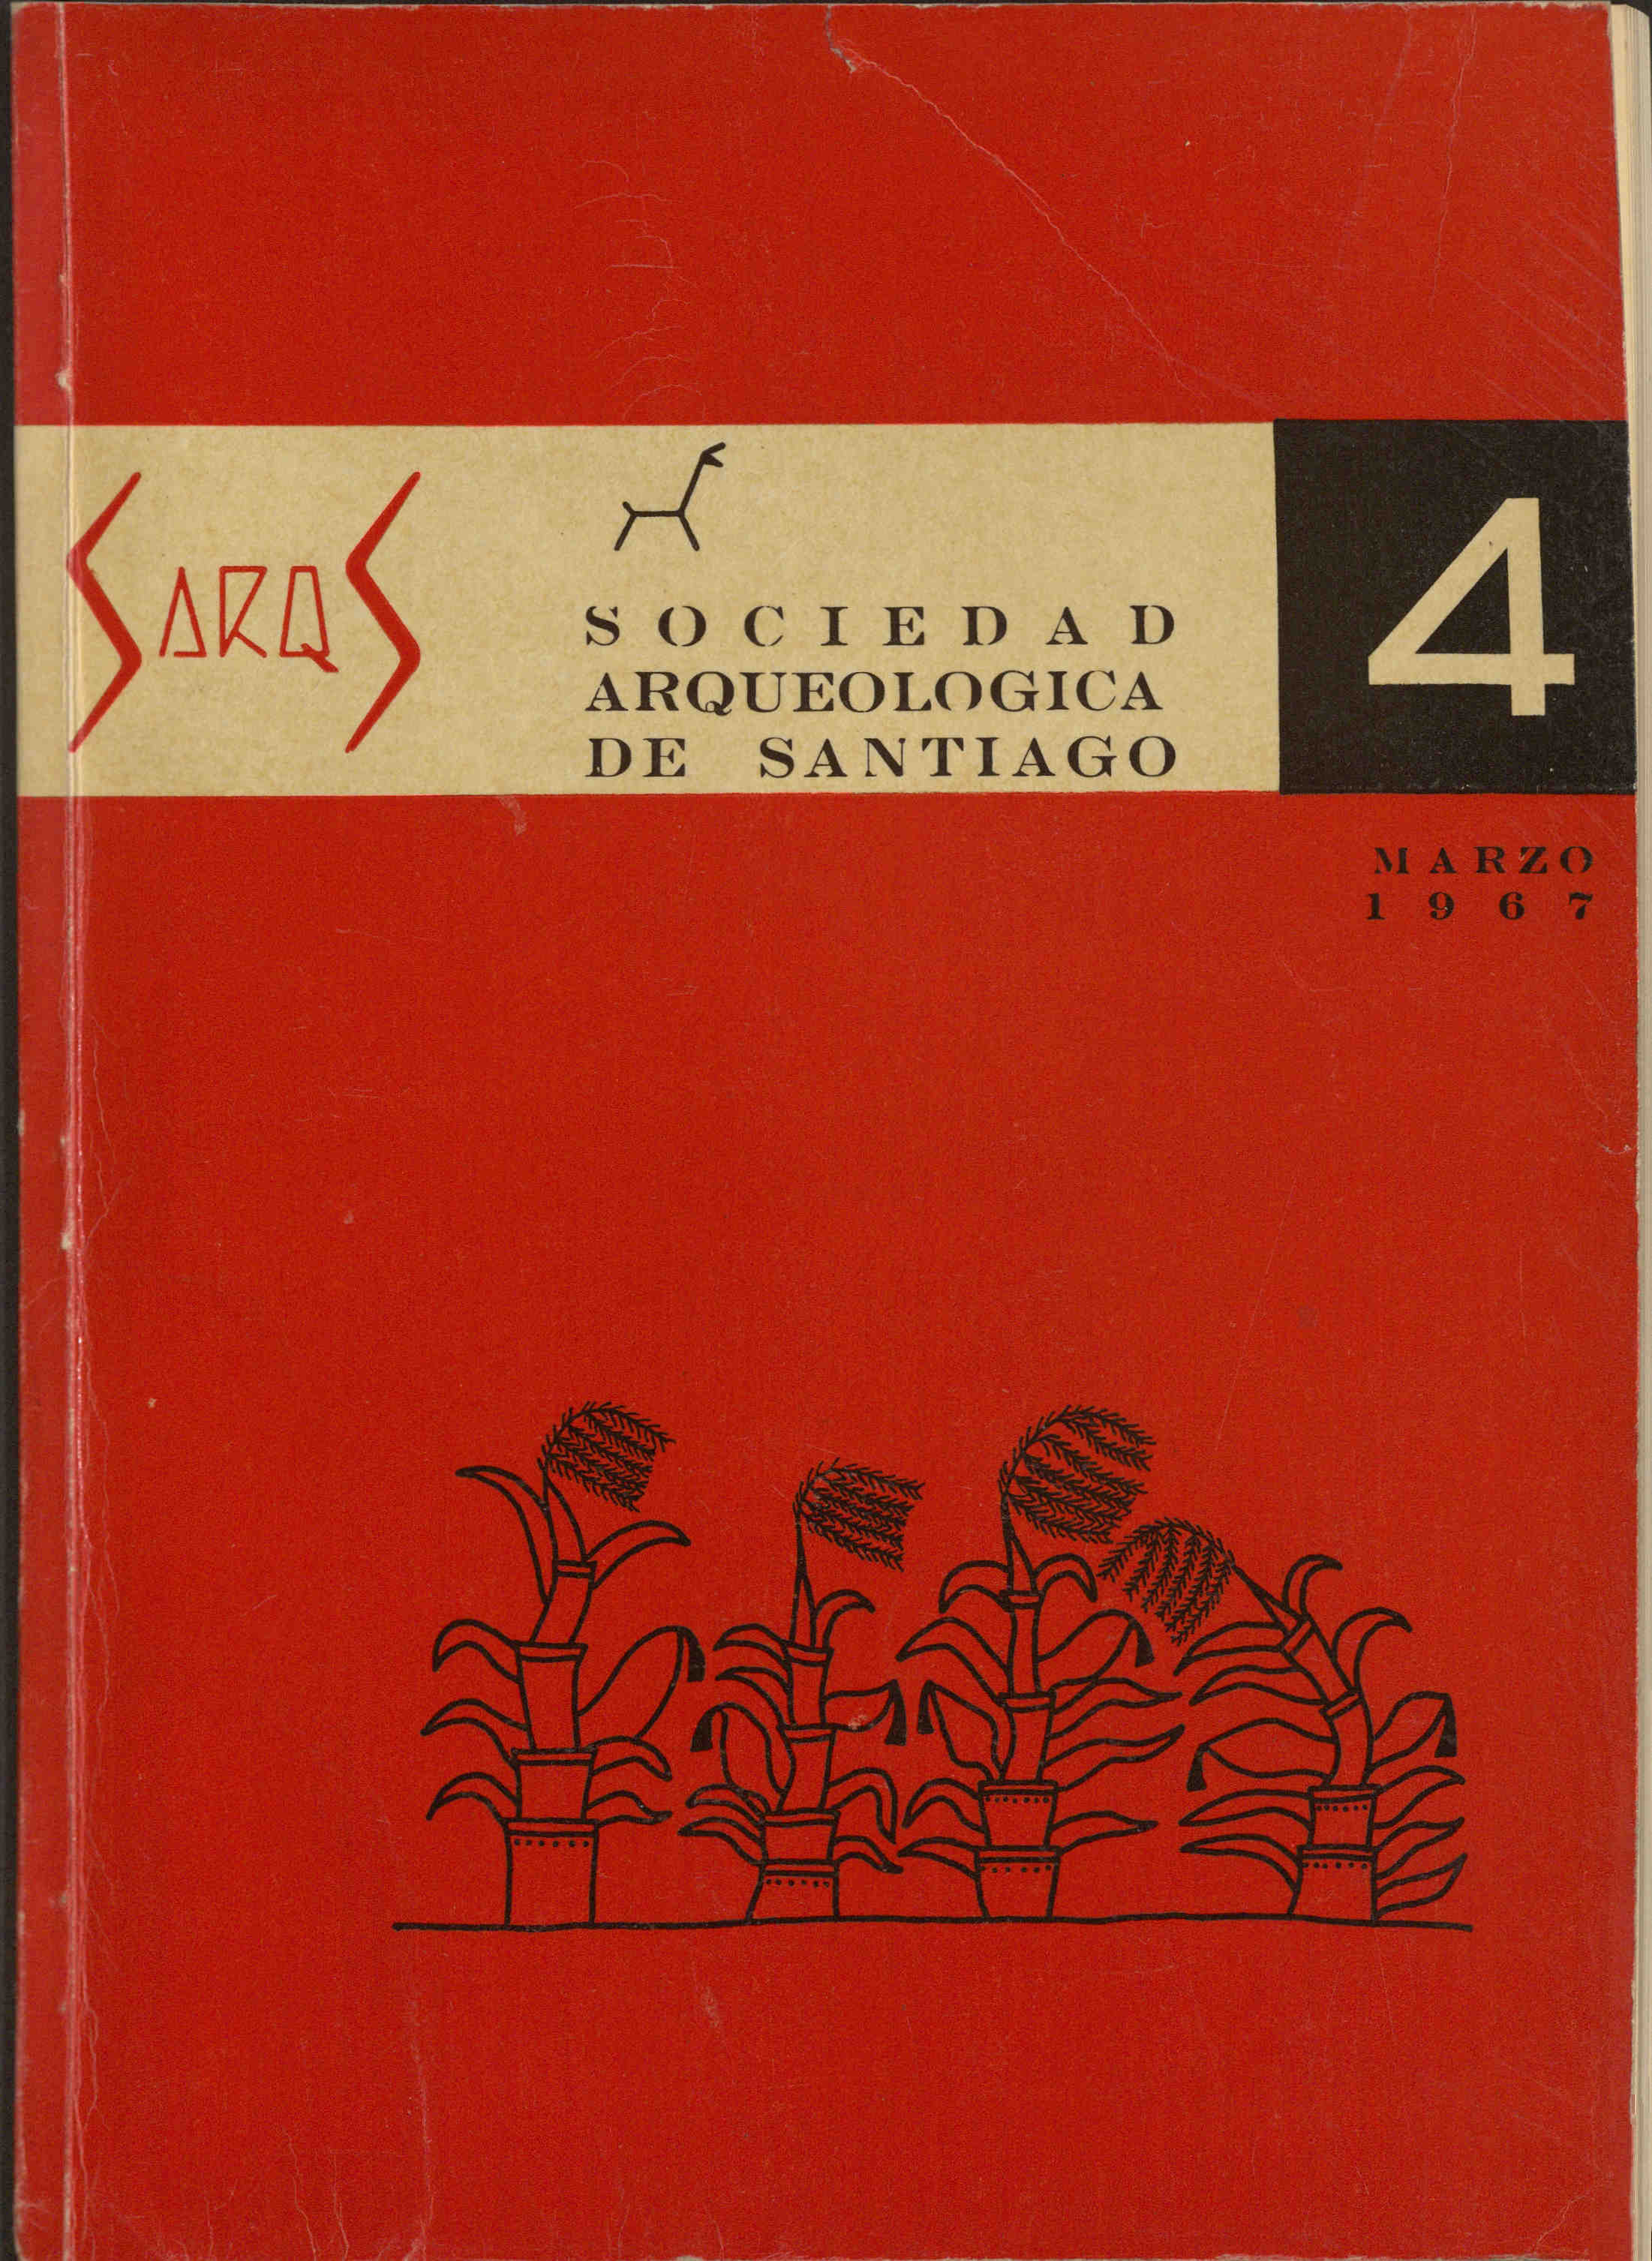 SARQS
SOCIEDAD
ARQUEOLOGICA
DE SANTIAGO
4
MARZO
1967